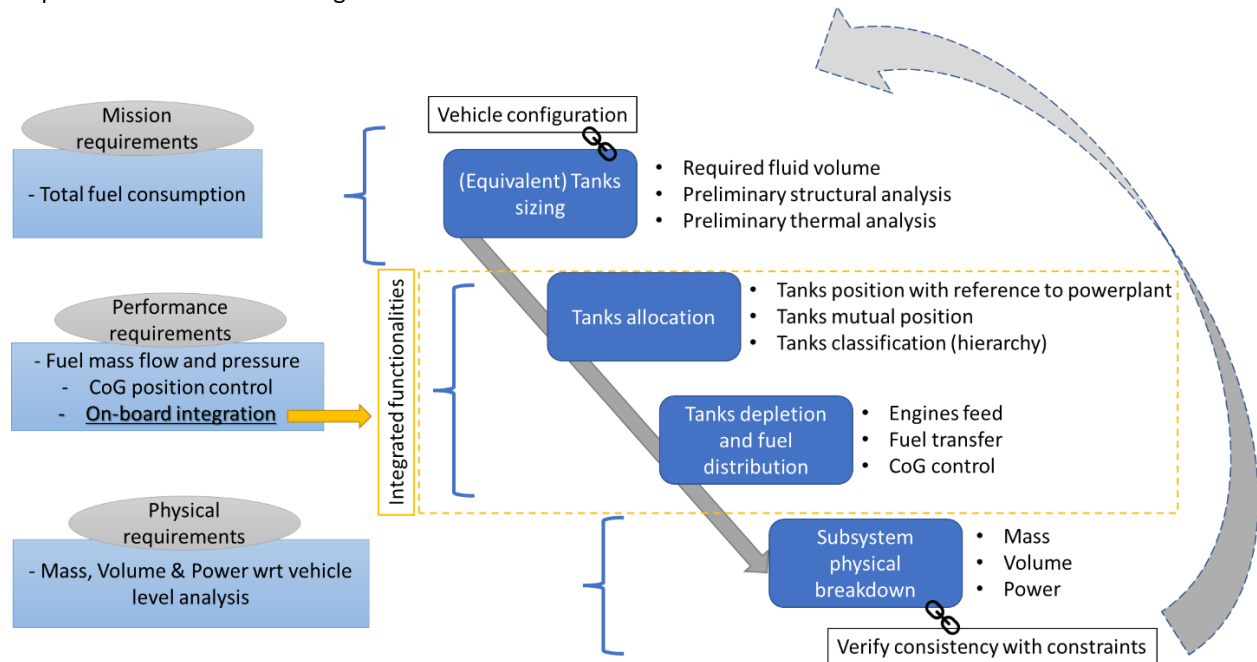 Mission
requirements
- Total fuel consumption
Vehicle configuration
(Equivalent) Tanks
sizing
• Required fluid volume
• Preliminary structural analysis
• Preliminary thermal analysis
Performance
requirements
- Fuel mass flow and pressure
- CoG position control
- On-board integration
Integrated functionalities
Tanks allocation
• Tanks position with reference to powerplant
• Tanks mutual position
• Tanks classification (hierarchy)
Tanks depletion
and fuel
distribution
• Engines feed
• Fuel transfer
• CoG control
Physical
requirements
- Mass, Volume & Power wrt vehicle
level analysis
Subsystem
physical
breakdown
• Mass
• Volume
• Power
Verify consistency with constraints